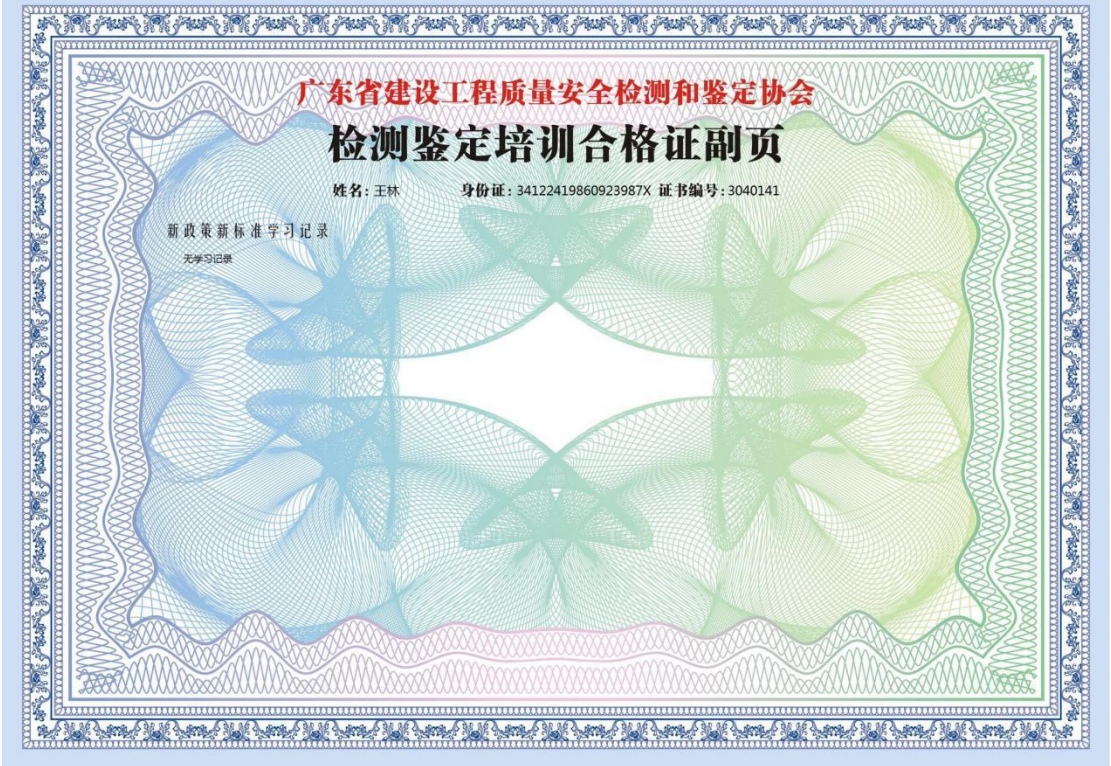 广东省建设工程质量安全检测和鉴定协会
检测鉴定培训合格证副页
姓名：王林 身份证：34122419860923987X 证书编号：3040141
新政策新标准学习记录
无学习记录